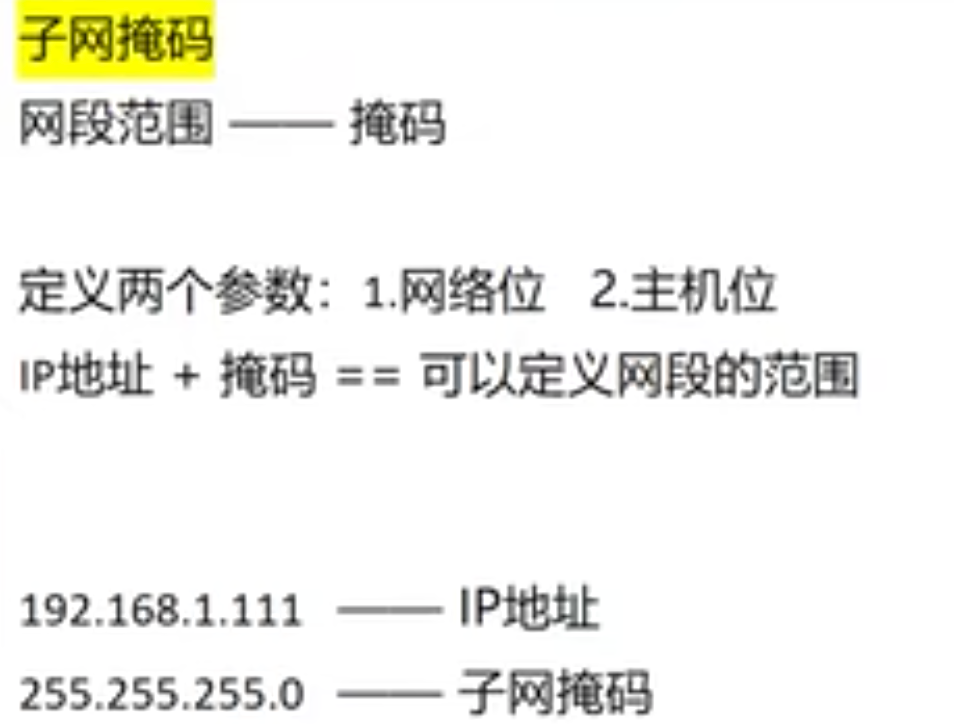 子网掩码
网段范围 —— 掩码
定义两个参数：1.网络位 2.主机位
IP地址 + 掩码 == 可以定义网段的范围
192.168.1.111 —— IP地址
255.255.255.0 —— 子网掩码